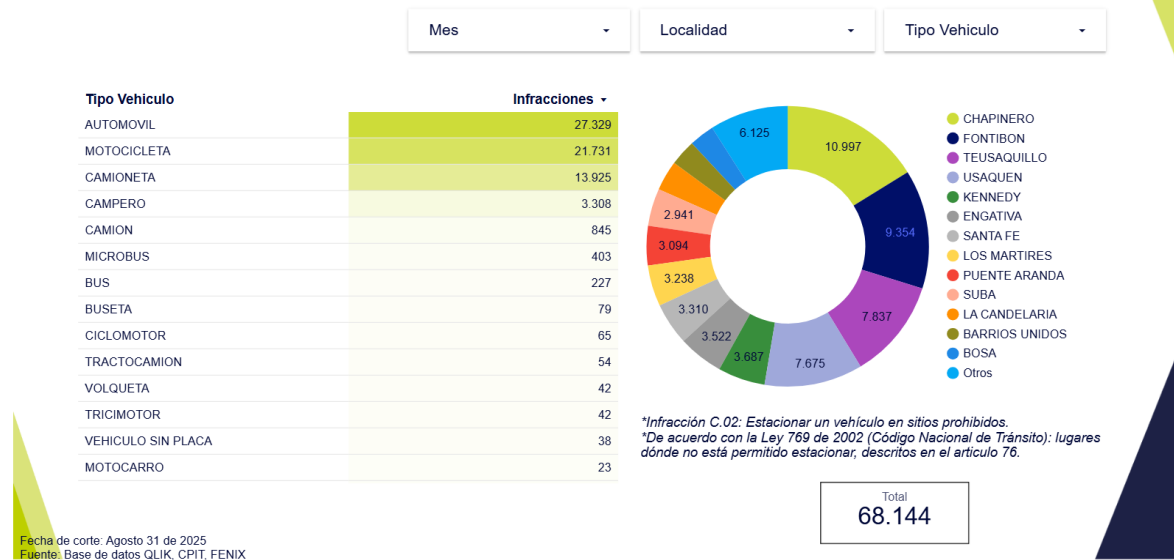 Mes
Localidad
Tipo Vehiculo
Tipo Vehiculo Infracciones
AUTOMOVIL 27.329
MOTOCICLETA 21.731
CAMIONETA 13.925
CAMPERO 3.308
CAMION 845
MICROBUS 403
BUS 227
BUSETA 79
CICLOMOTOR 65
TRACTOCAMION 54
VOLQUETA 42
TRICIMOTOR 42
VEHICULO SIN PLACA 38
MOTOCARRO 23
10.997
9.354
7.837
7.675
3.687
3.522
3.310
3.238
3.094
2.941
6.125
CHAPINERO
FONTIBON
TEUSAQUILLO
USAQUEN
KENNEDY
ENGATIVA
SANTA FE
LOS MARTIRES
PUENTE ARANDA
SUBA
LA CANDELARIA
BARRIOS UNIDOS
BOSA
Otros
*Infracción C.02: Estacionar un vehículo en sitios prohibidos.
*De acuerdo con la Ley 769 de 2002 (Código Nacional de Tránsito): lugares
dónde no está permitido estacionar, descritos en el articulo 76.
Total
68.144
Fecha de corte: Agosto 31 de 2025
Fuente: Base de datos QLIK, CPIT, FENIX